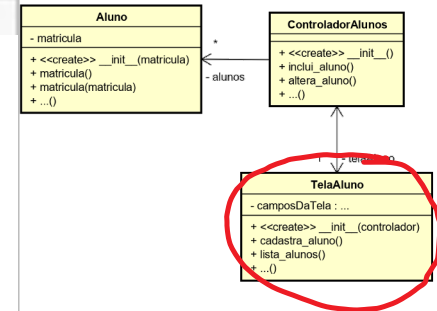 Aluno
- matricula
+ <<create>> __init__(matricula)
+ matricula()
+ matricula(matricula)
+ ...()
*
- alunos
ControladorAlunos
+ <<create>> __init__()
+ inclui_aluno()
+ altera_aluno()
+ ...()
TelaAluno
- camposDaTela : ...
+ <<create>> __init__(controlador)
+ cadastra_aluno()
+ lista_alunos()
+ ...()